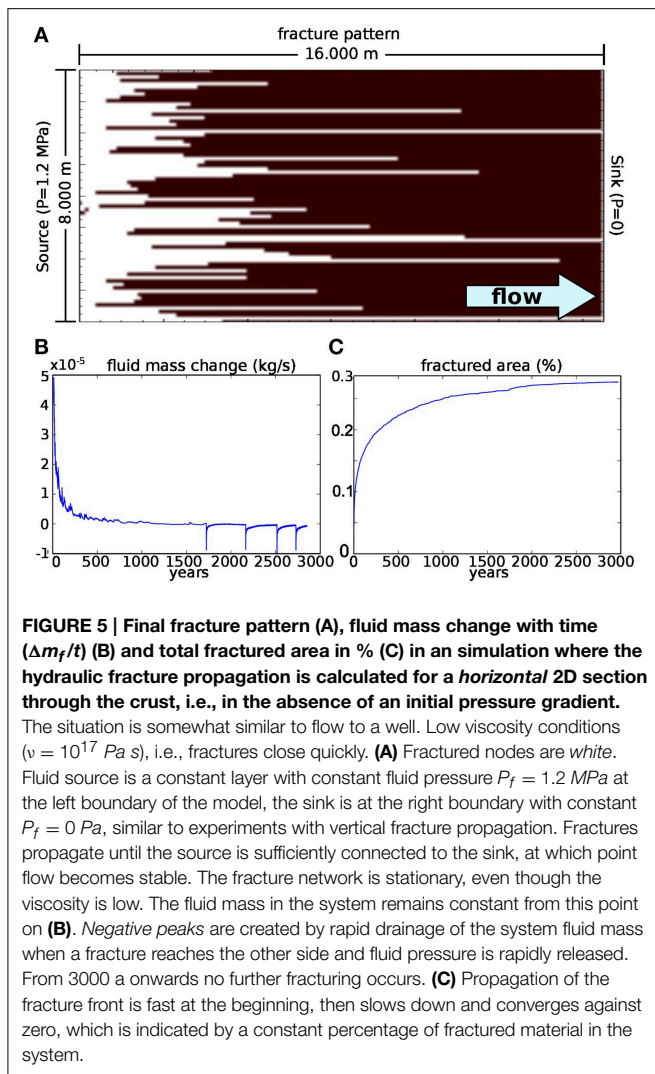 A
fracture pattern
16.000 m
Source (P=1.2 MPa)
8.000 m
Sink (P=0)
flow
B
x10-5
fluid mass change (kg/s)
5
4
3
2
1
0
-1
0 500 1000 1500 2000 2500 3000
years
C
fractured area (%)
0.3
0.2
0.1
0
0 500 1000 1500 2000 2500 3000
years
FIGURE 5 | Final fracture pattern (A), fluid mass change with time
(Δmf/t) (B) and total fractured area in % (C) in an simulation where the
hydraulic fracture propagation is calculated for a horizontal 2D section
through the crust, i.e., in the absence of an initial pressure gradient.
The situation is somewhat similar to flow to a well. Low viscosity conditions
(ν = 10^17 Pa s), i.e., fractures close quickly. (A) Fractured nodes are white.
Fluid source is a constant layer with constant fluid pressure Pf = 1.2 MPa at
the left boundary of the model, the sink is at the right boundary with constant
Pf = 0 Pa, similar to experiments with vertical fracture propagation. Fractures
propagate until the source is sufficiently connected to the sink, at which point
flow becomes stable. The fracture network is stationary, even though the
viscosity is low. The fluid mass in the system remains constant from this point
on (B). Negative peaks are created by rapid drainage of the system fluid mass
when a fracture reaches the other side and fluid pressure is rapidly released.
From 3000 a onwards no further fracturing occurs. (C) Propagation of the
fracture front is fast at the beginning, then slows down and converges against
zero, which is indicated by a constant percentage of fractured material in the
system.